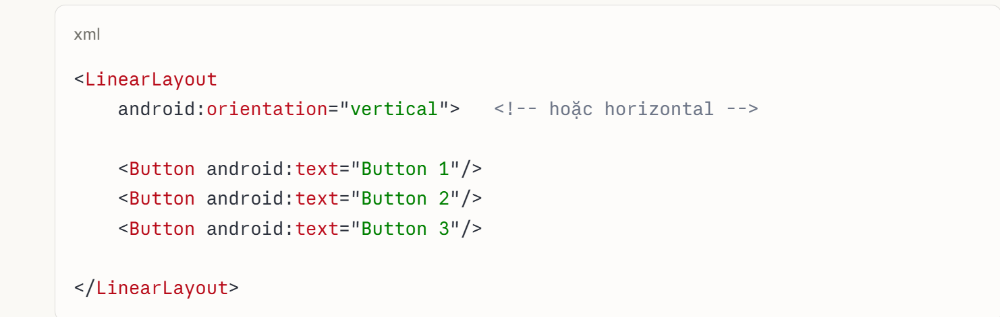 xml
<LinearLayout
    android:orientation="vertical">   <!-- hoặc horizontal -->
    <Button android:text="Button 1"/>
    <Button android:text="Button 2"/>
    <Button android:text="Button 3"/>
</LinearLayout>